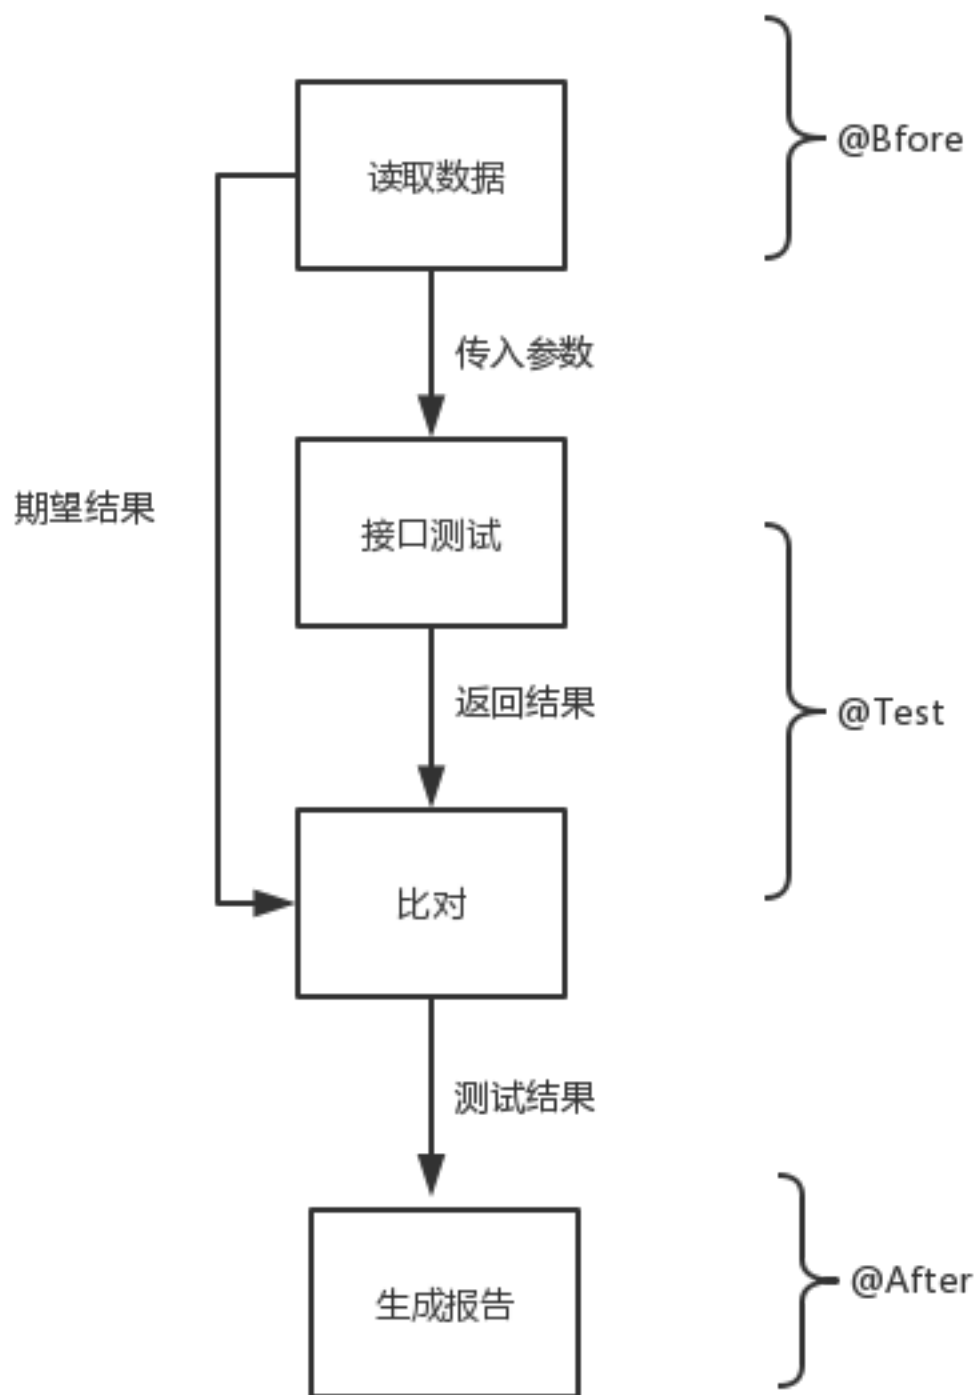 @Bfore
读取数据
传入参数
期望结果
接口测试
返回结果
@Test
比对
测试结果
@After
生成报告